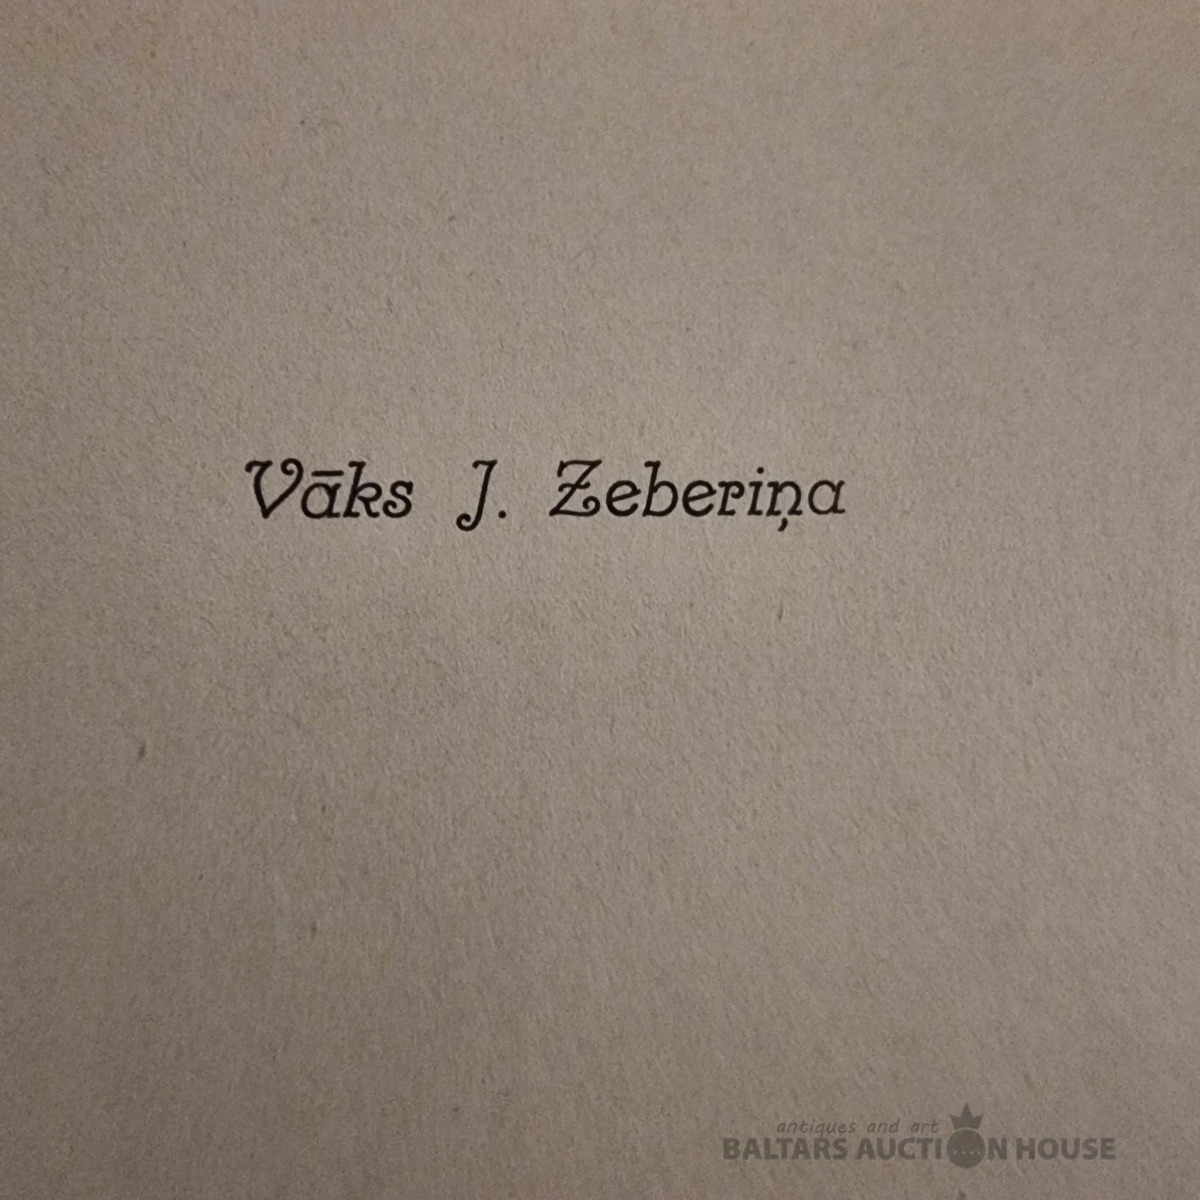 Vāks J. Zeberiņa
antiques and art
BALTARS AUCTION HOUSE